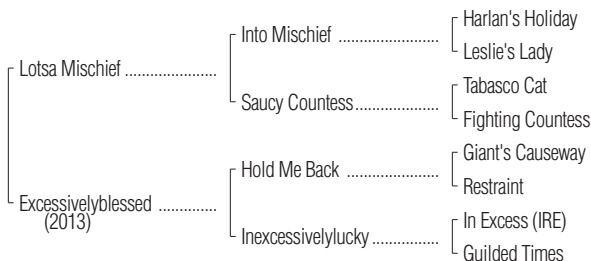 Harlan's Holiday
Into Mischief ........................
Leslie's Lady
Lotsa Mischief ......................
Tabasco Cat
Saucy Countess....................
Fighting Countess
Giant's Causeway
Hold Me Back ......................
Restraint
Excessivelyblessed ..............
(2013)
In Excess (IRE)
Inexcessivelylucky................
Guilded Times